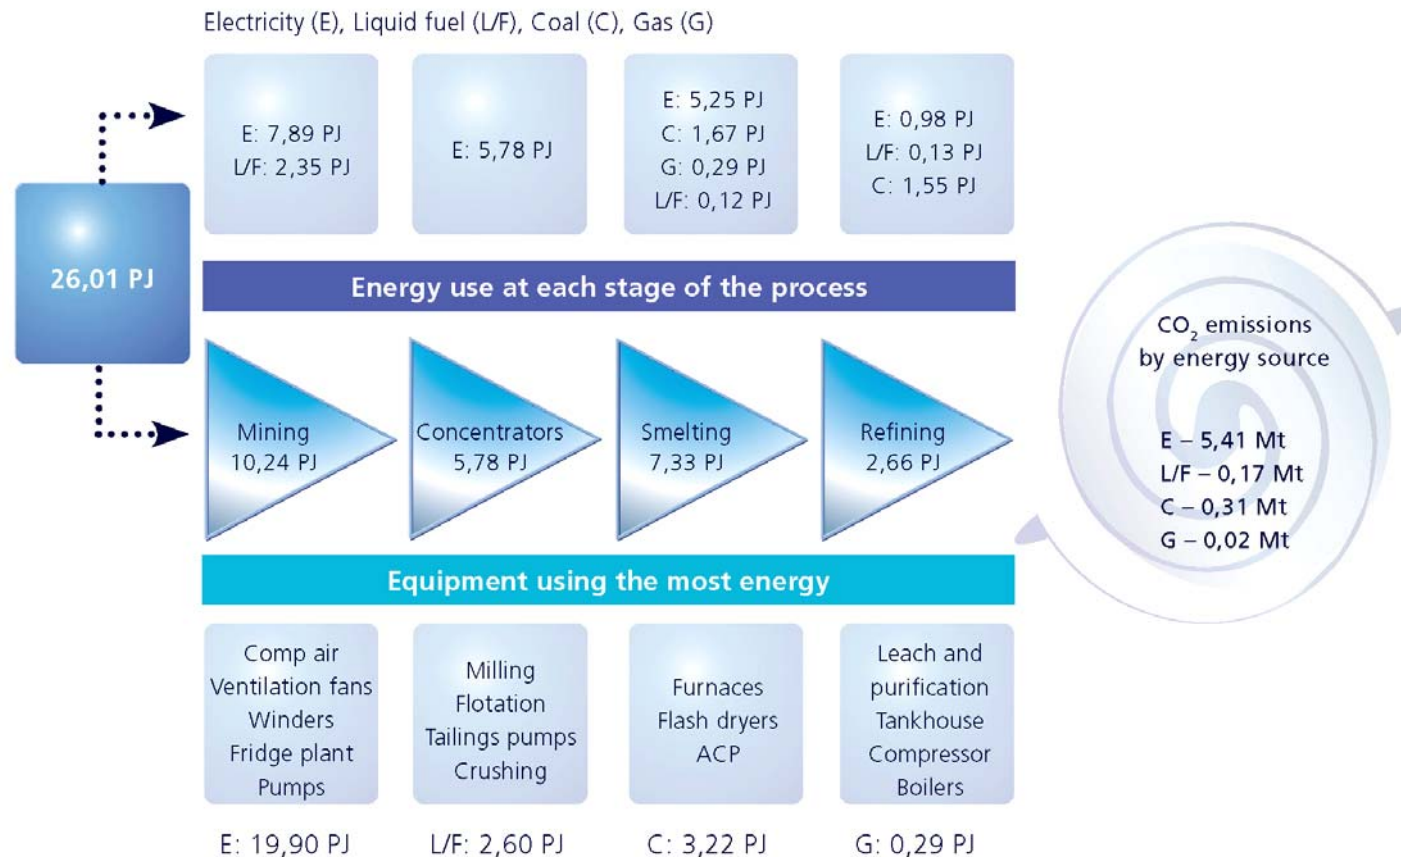 Electricity (E), Liquid fuel (L/F), Coal (C), Gas (G)
E: 7,89 PJ
L/F: 2,35 PJ
E: 5,78 PJ
E: 5,25 PJ
C: 1,67 PJ
G: 0,29 PJ
L/F: 0,12 PJ
E: 0,98 PJ
L/F: 0,13 PJ
C: 1,55 PJ
26,01 PJ
Energy use at each stage of the process
Mining
10,24 PJ
Concentrators
5,78 PJ
Smelting
7,33 PJ
Refining
2,66 PJ
CO₂ emissions
by energy source
E – 5,41 Mt
L/F – 0,17 Mt
C – 0,31 Mt
G – 0,02 Mt
Equipment using the most energy
Comp air
Ventilation fans
Winders
Fridge plant
Pumps
Milling
Flotation
Tailings pumps
Crushing
Furnaces
Flash dryers
ACP
Leach and
purification
Tankhouse
Compressor
Boilers
E: 19,90 PJ
L/F: 2,60 PJ
C: 3,22 PJ
G: 0,29 PJ